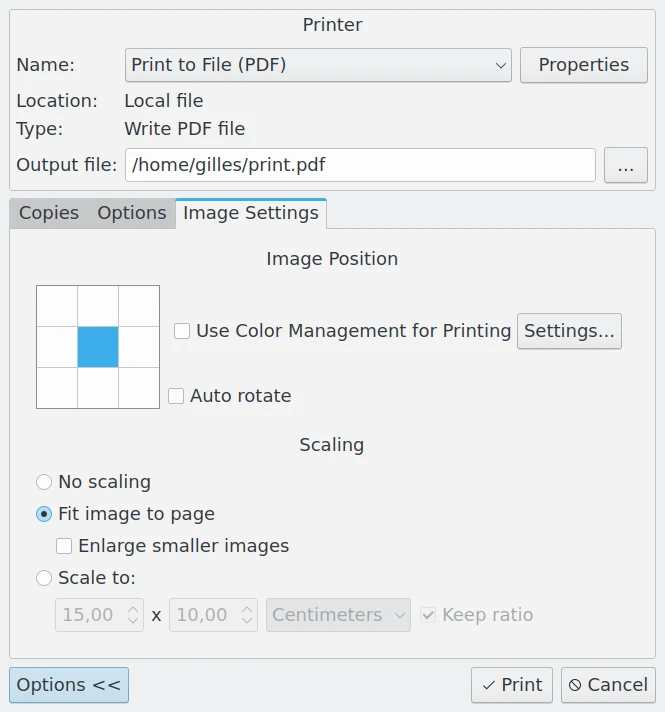 Printer
Name: Print to File (PDF) Properties
Location: Local file
Type: Write PDF file
Output file: /home/gilles/print.pdf ...
Copies Options Image Settings
Image Position
Use Color Management for Printing Settings...
Auto rotate
Scaling
No scaling
Fit image to page
Enlarge smaller images
Scale to:
15,00 x 10,00 Centimeters Keep ratio
Options << Print Cancel